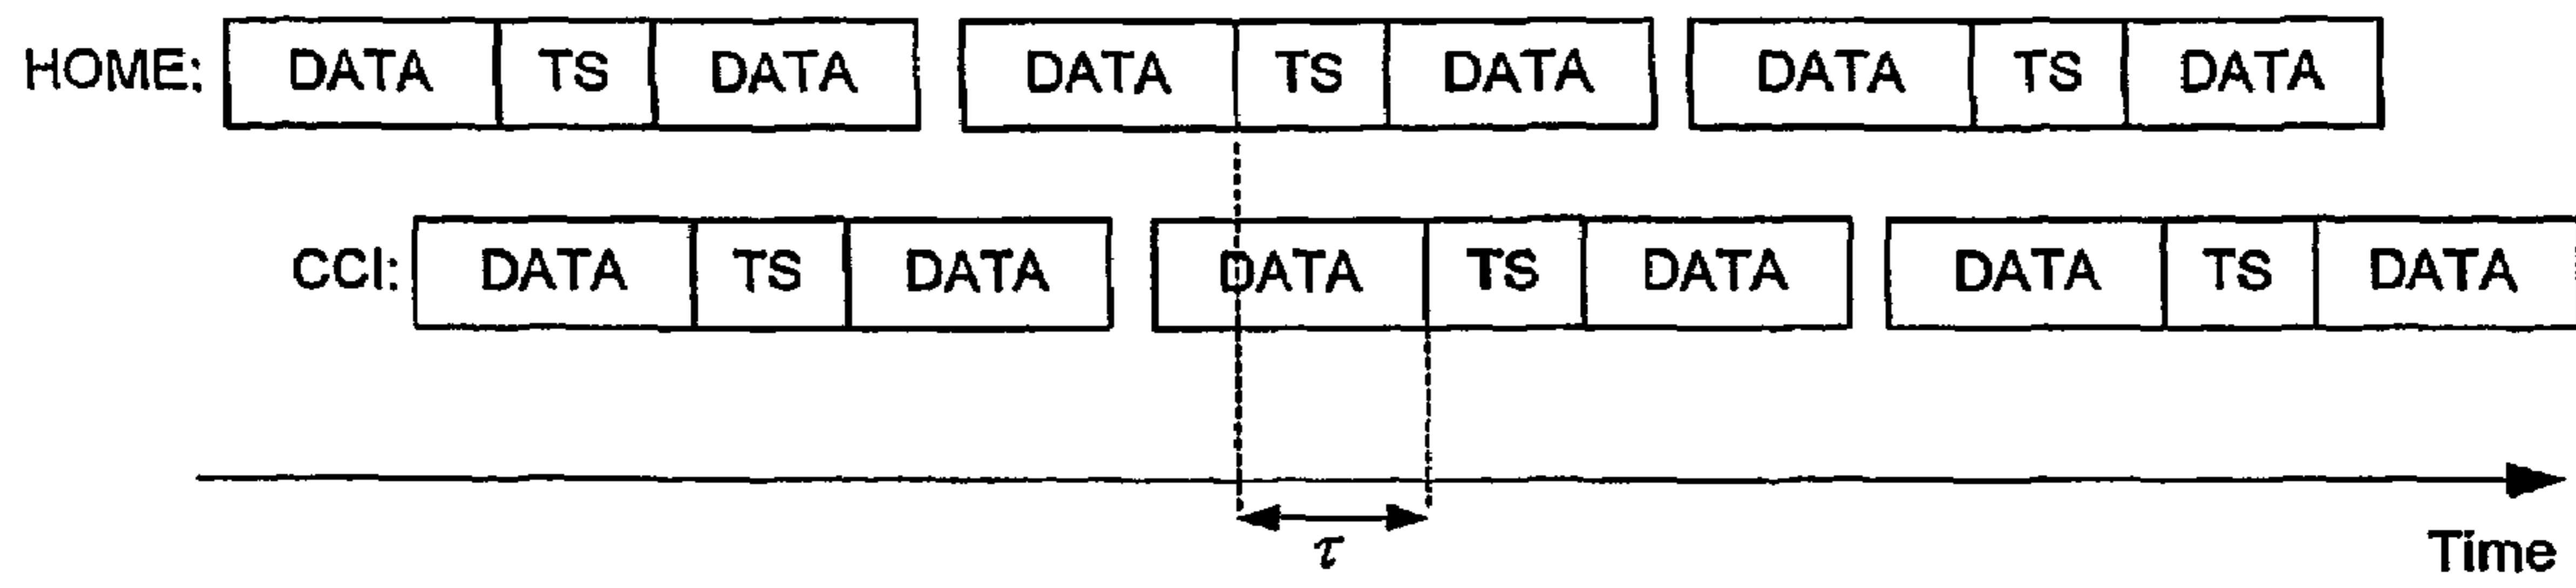 HOME: DATA TS DATA DATA TS DATA DATA TS DATA
CCI: DATA TS DATA DATA TS DATA DATA TS DATA
τ
Time